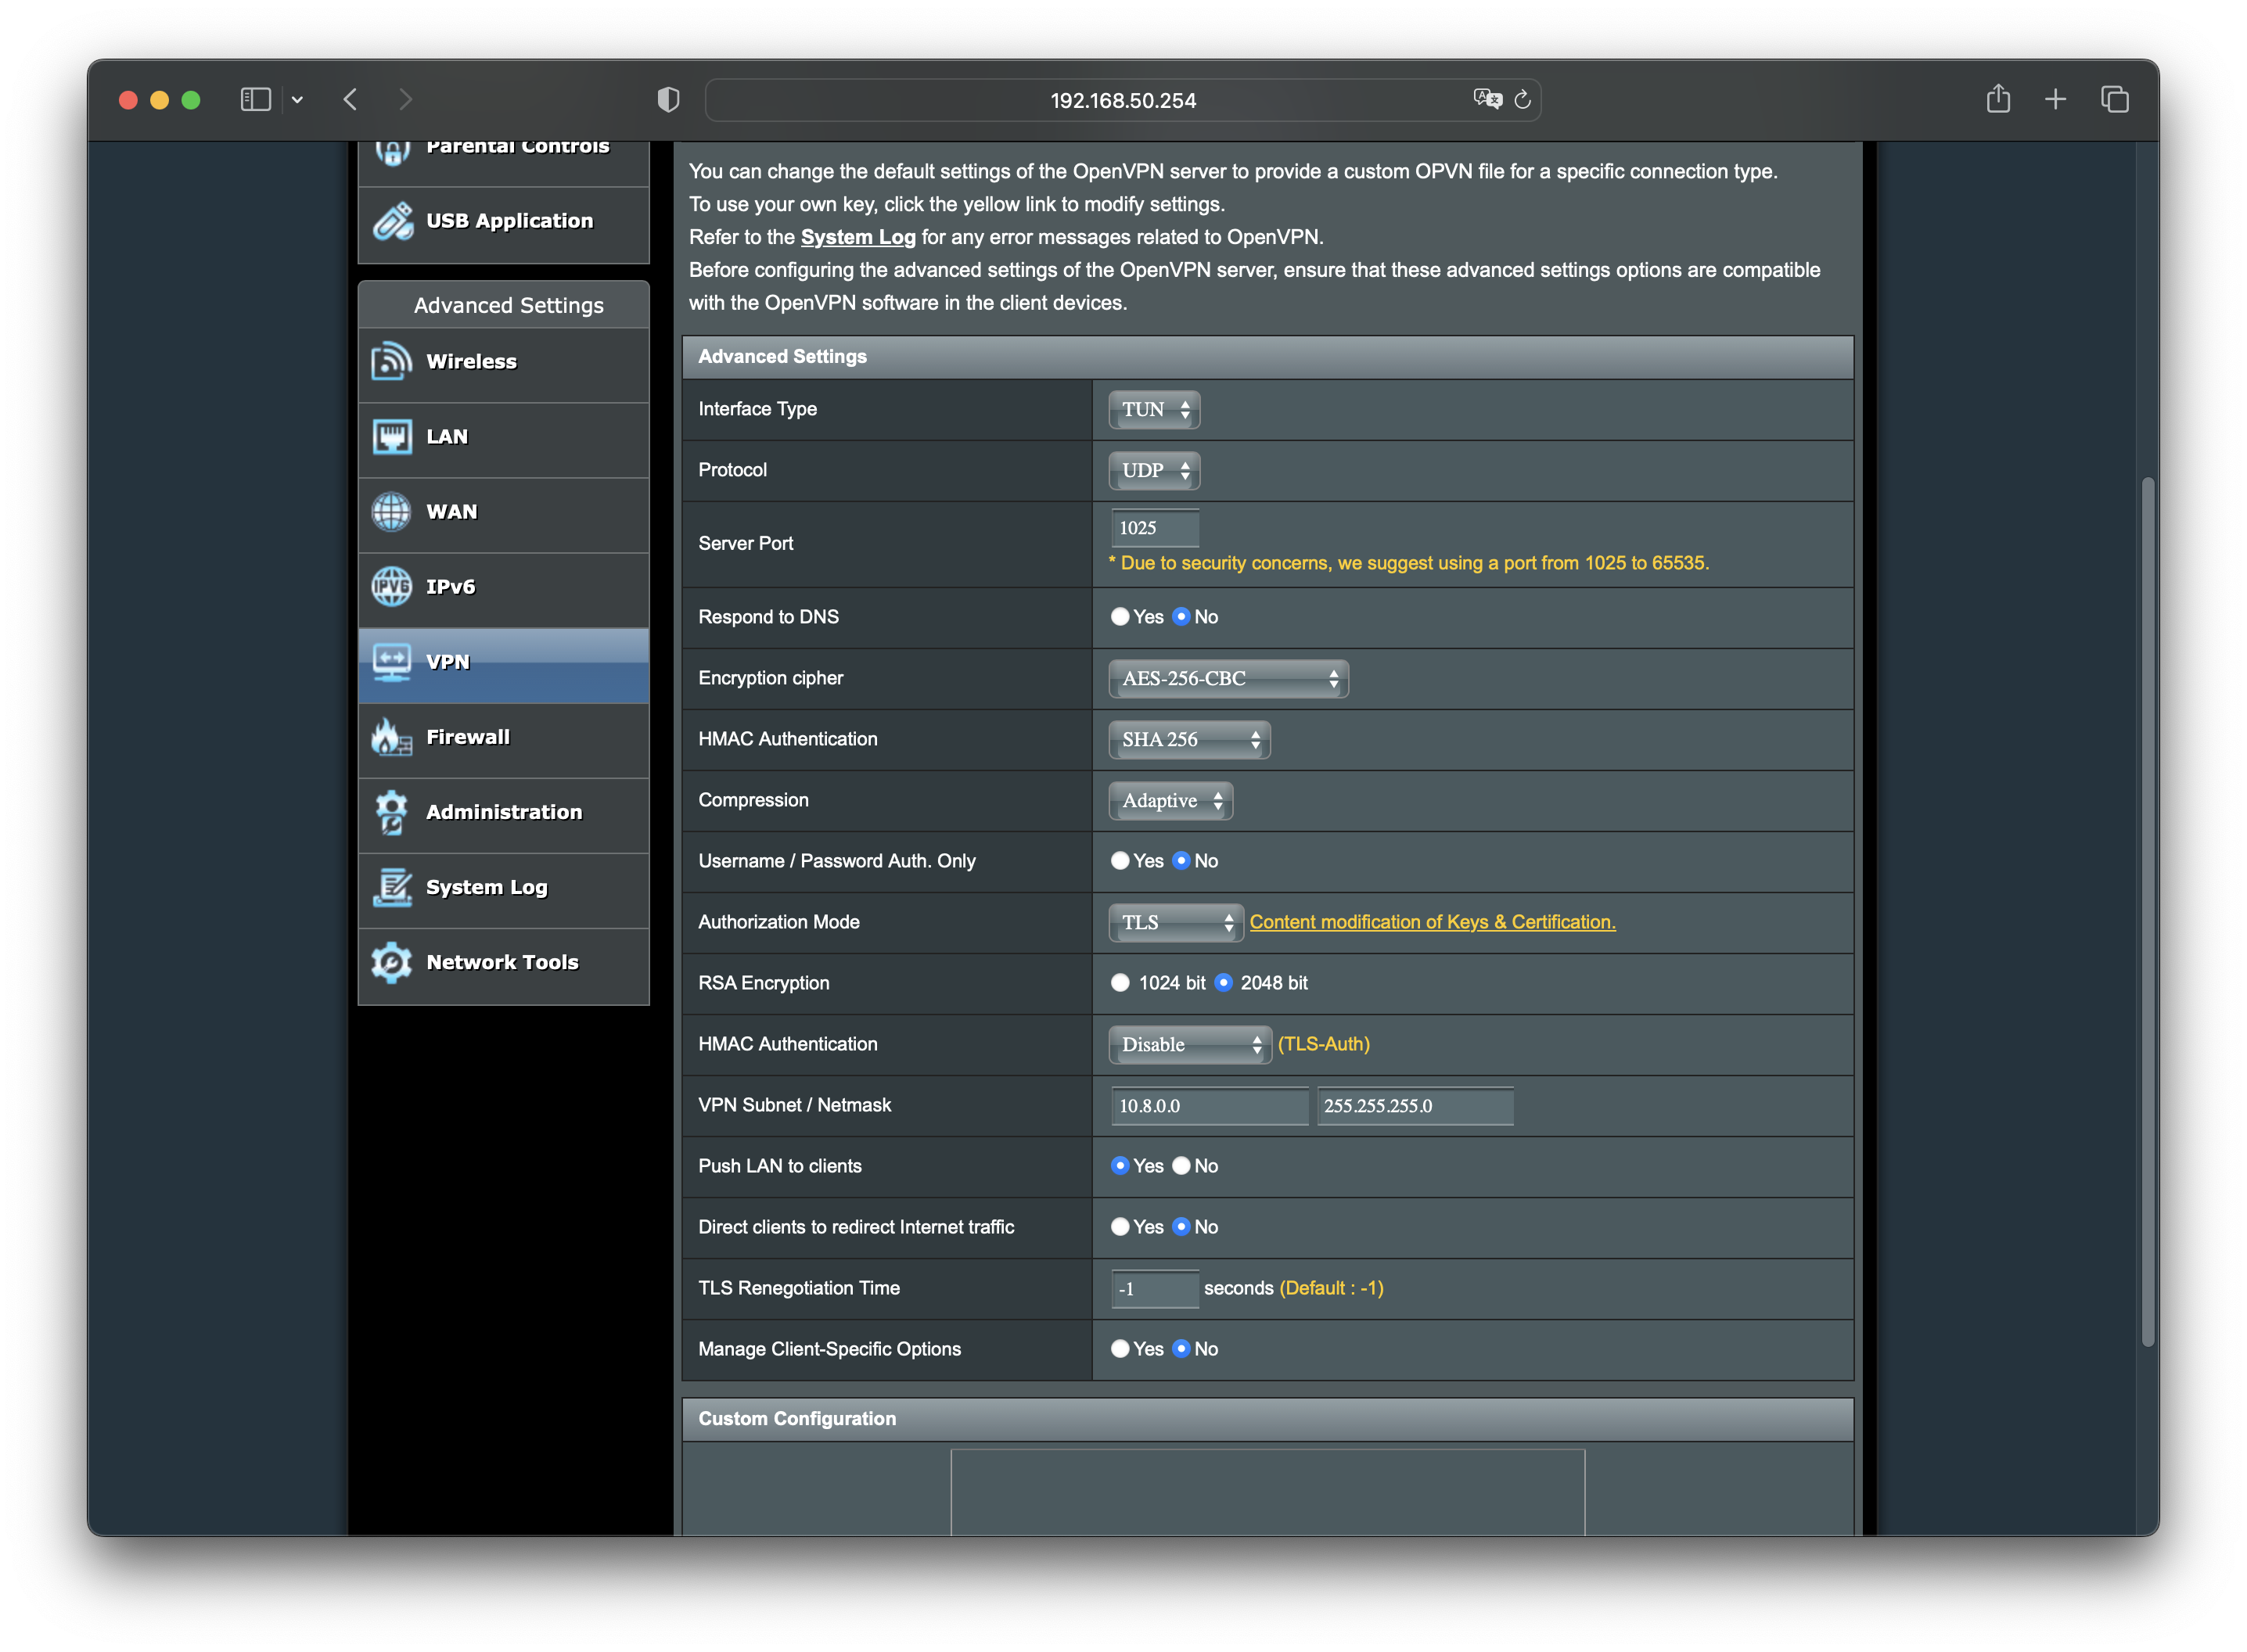 192.168.50.254
Parental Controls
USB Application
Advanced Settings
Wireless
LAN
WAN
IPv6
VPN
Firewall
Administration
System Log
Network Tools
You can change the default settings of the OpenVPN server to provide a custom OPVN file for a specific connection type.
To use your own key, click the yellow link to modify settings.
Refer to the System Log for any error messages related to OpenVPN.
Before configuring the advanced settings of the OpenVPN server, ensure that these advanced settings options are compatible
with the OpenVPN software in the client devices.
Advanced Settings
Interface Type TUN
Protocol UDP
Server Port 1025
* Due to security concerns, we suggest using a port from 1025 to 65535.
Respond to DNS Yes No
Encryption cipher AES-256-CBC
HMAC Authentication SHA 256
Compression Adaptive
Username / Password Auth. Only Yes No
Authorization Mode TLS Content modification of Keys & Certification.
RSA Encryption 1024 bit 2048 bit
HMAC Authentication Disable (TLS-Auth)
VPN Subnet / Netmask 10.8.0.0 255.255.255.0
Push LAN to clients Yes No
Direct clients to redirect Internet traffic Yes No
TLS Renegotiation Time -1 seconds (Default : -1)
Manage Client-Specific Options Yes No
Custom Configuration